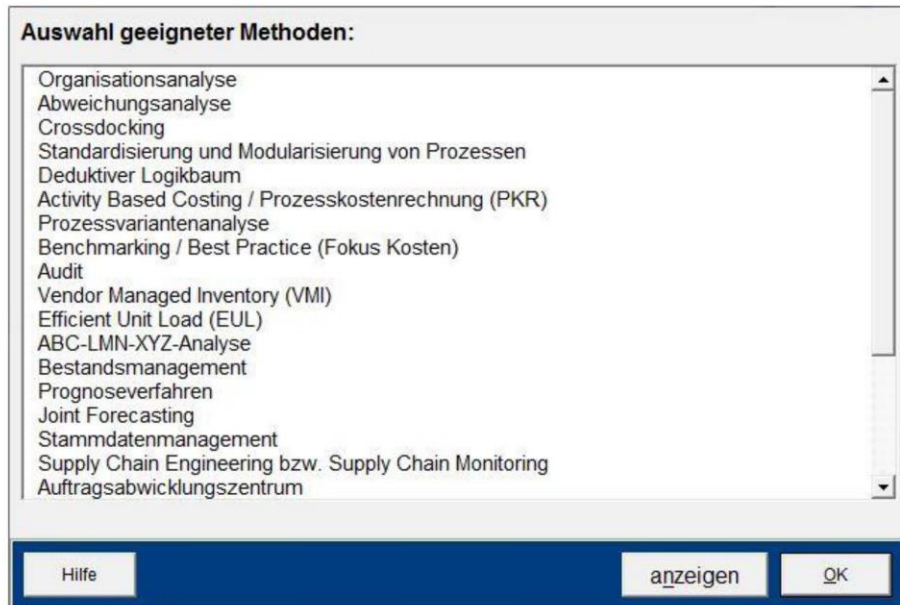 Auswahl geeigneter Methoden:
Organisationsanalyse
Abweichungsanalyse
Crossdocking
Standardisierung und Modularisierung von Prozessen
Deduktiver Logikbaum
Activity Based Costing / Prozesskostenrechnung (PKR)
Prozessvariantenanalyse
Benchmarking / Best Practice (Fokus Kosten)
Audit
Vendor Managed Inventory (VMI)
Efficient Unit Load (EUL)
ABC-LMN-XYZ-Analyse
Bestandsmanagement
Prognoseverfahren
Joint Forecasting
Stammdatenmanagement
Supply Chain Engineering bzw. Supply Chain Monitoring
Auftragsabwicklungszentrum
Hilfe anzeigen OK